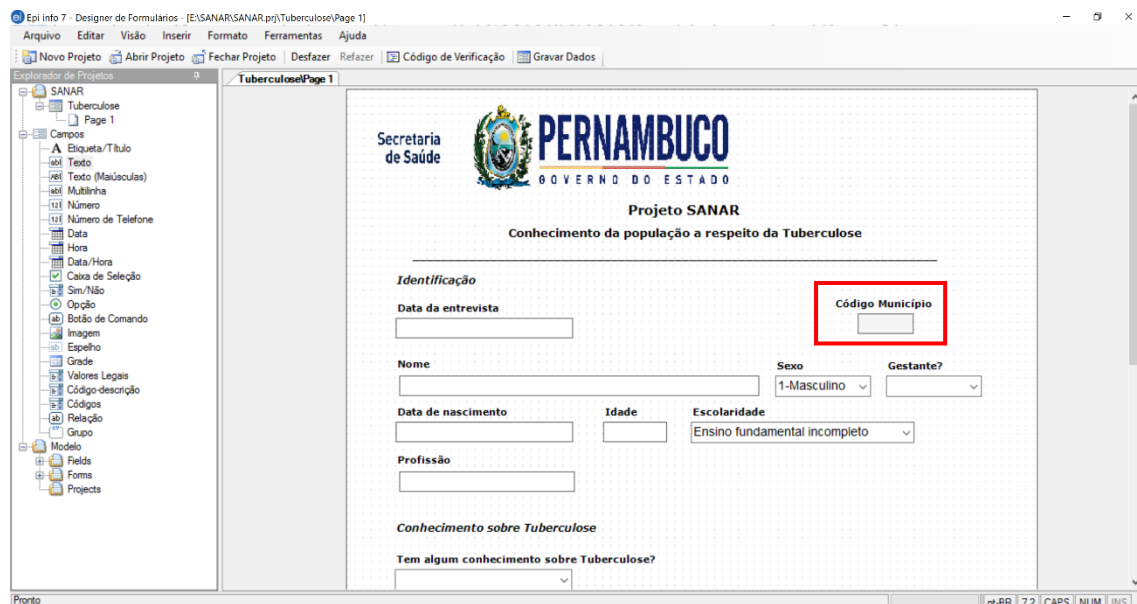 Epi info 7 - Designer de Formulários - [E:\SANAR\SANAR.prj\Tuberculose\Page 1]
Arquivo Editar Visão Inserir Formato Ferramentas Ajuda
Novo Projeto Abrir Projeto Fechar Projeto Desfazer Refazer Código de Verificação Gravar Dados
Explorador de Projetos
SANAR
Tuberculose
Page 1
Campos
Etiqueta/Título
Texto
Texto (Maiúsculas)
Multilinha
Número
Número de Telefone
Data
Hora
Data/Hora
Caixa de Seleção
Sim/Não
Opção
Botão de Comando
Imagem
Espelho
Grade
Valores Legais
Código-descrição
Códigos
Relação
Grupo
Modelo
Fields
Forms
Projects
Tuberculose\Page 1
Secretaria
de Saúde
PERNAMBUCO
GOVERNO DO ESTADO
Projeto SANAR
Conhecimento da população a respeito da Tuberculose
Identificação
Código Município
Data da entrevista
Nome
Sexo
Gestante?
1-Masculino
Data de nascimento
Idade
Escolaridade
Ensino fundamental incompleto
Profissão
Conhecimento sobre Tuberculose
Tem algum conhecimento sobre Tuberculose?
Pronto
pt-BR 7.2 CAPS NUM INS